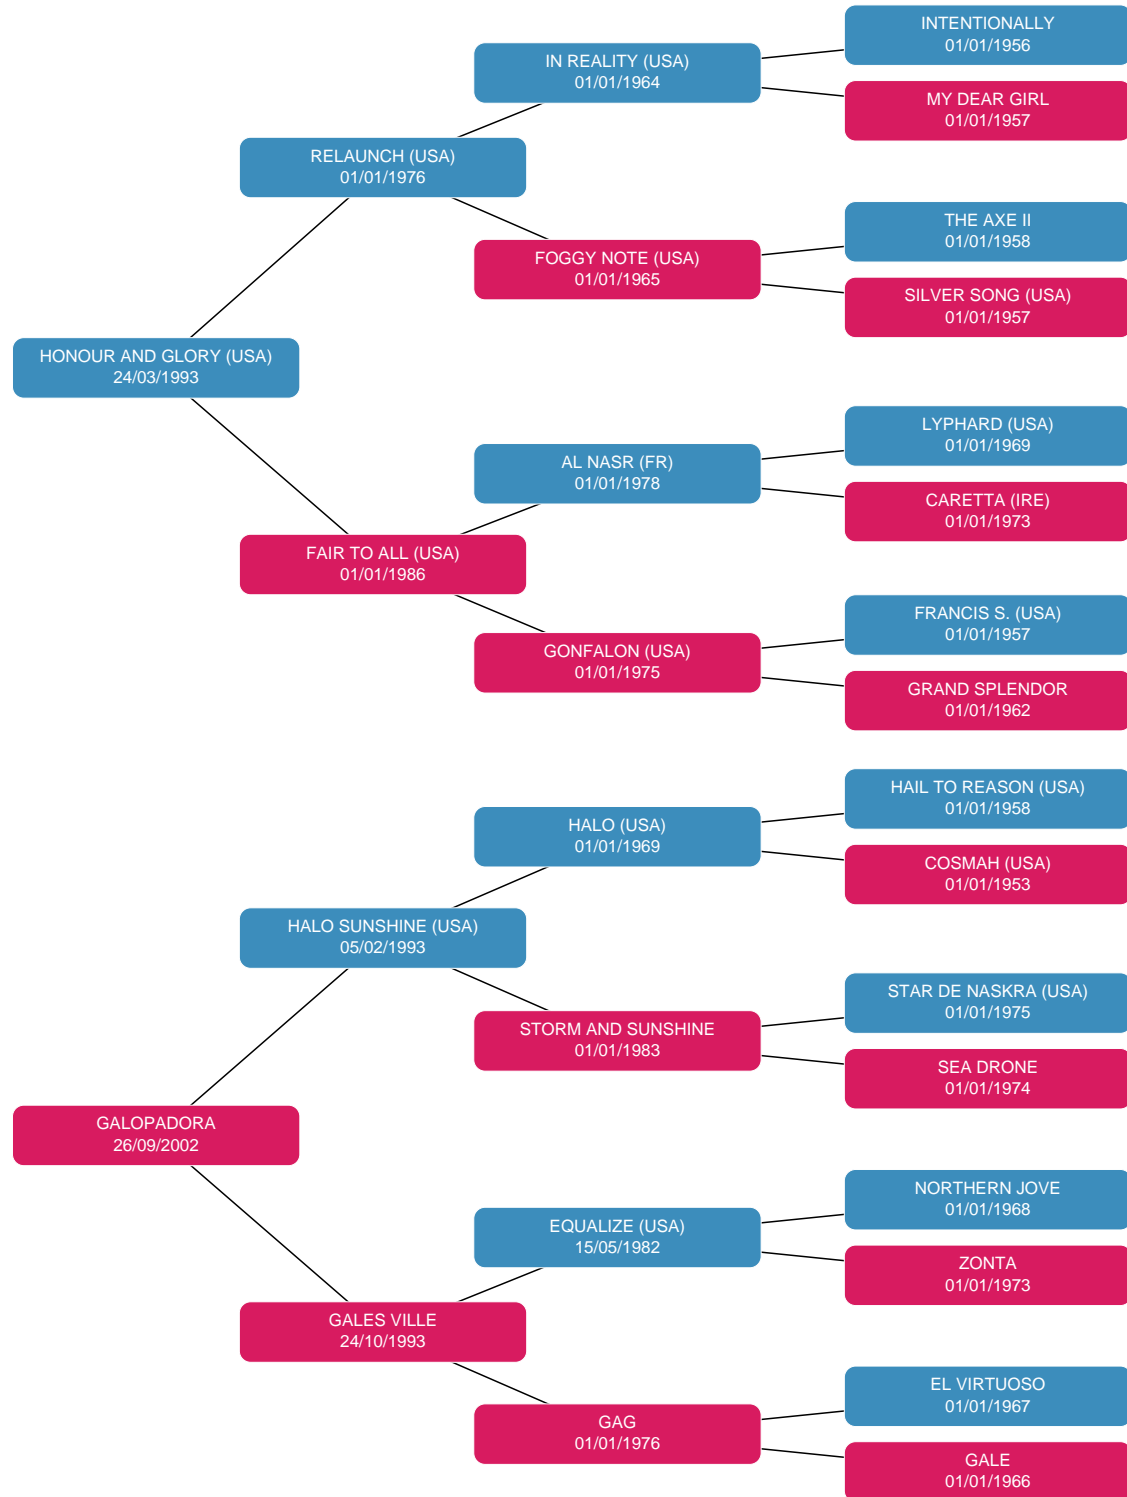 INTENTIONALLY
01/01/1956
IN REALITY (USA)
01/01/1964
MY DEAR GIRL
01/01/1957
RELAUNCH (USA)
01/01/1976
THE AXE II
01/01/1958
FOGGY NOTE (USA)
01/01/1965
SILVER SONG (USA)
01/01/1957
HONOUR AND GLORY (USA)
24/03/1993
LYPHARD (USA)
01/01/1969
AL NASR (FR)
01/01/1978
CARETTA (IRE)
01/01/1973
FAIR TO ALL (USA)
01/01/1986
FRANCIS S. (USA)
01/01/1957
GONFALON (USA)
01/01/1975
GRAND SPLENDOR
01/01/1962
HAIL TO REASON (USA)
01/01/1958
HALO (USA)
01/01/1969
COSMAH (USA)
01/01/1953
HALO SUNSHINE (USA)
05/02/1993
STAR DE NASKRA (USA)
01/01/1975
STORM AND SUNSHINE
01/01/1983
SEA DRONE
01/01/1974
GALOPADORA
26/09/2002
NORTHERN JOVE
01/01/1968
EQUALIZE (USA)
15/05/1982
ZONTA
01/01/1973
GALES VILLE
24/10/1993
EL VIRTUOSO
01/01/1967
GAG
01/01/1976
GALE
01/01/1966